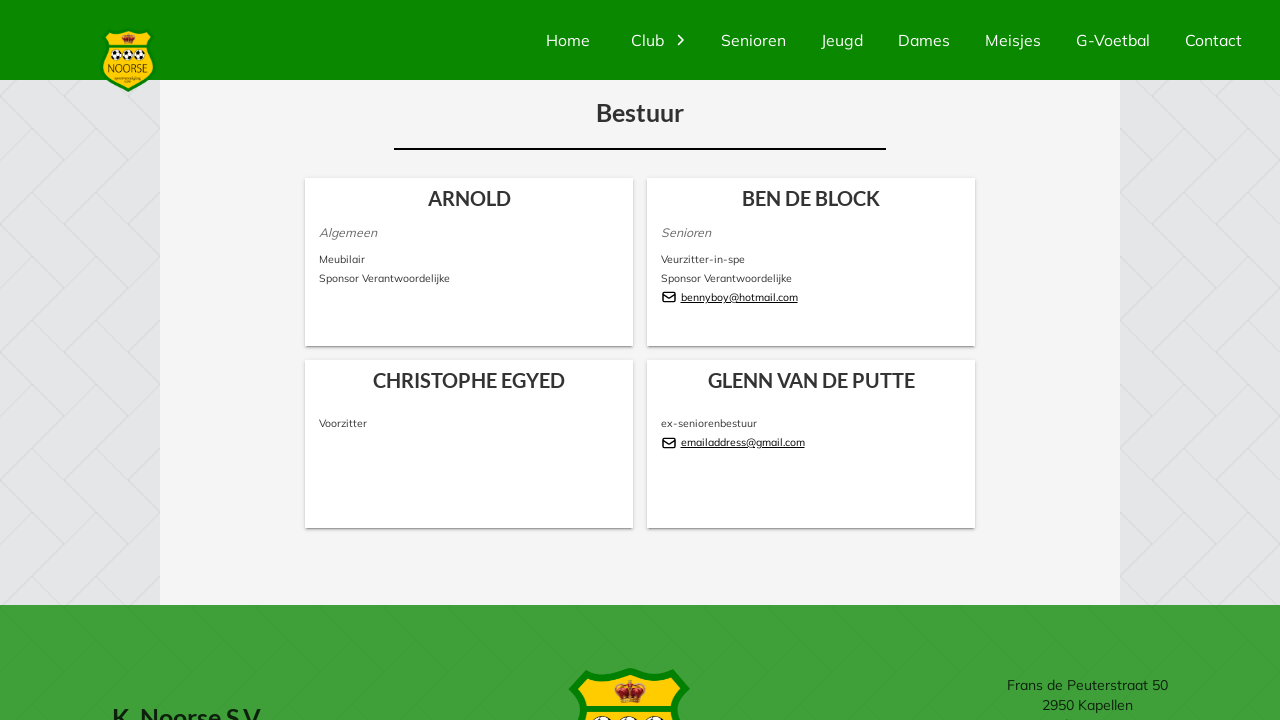 NOORSE
Home
Club
Senioren
Jeugd
Dames
Meisjes
G-Voetbal
Contact
Bestuur
ARNOLD
Algemeen
Meubilair
Sponsor Verantwoordelijke
BEN DE BLOCK
Senioren
Veurzitter-in-spe
Sponsor Verantwoordelijke
bennyboy@hotmail.com
CHRISTOPHE EGYED
Voorzitter
GLENN VAN DE PUTTE
ex-seniorenbestuur
emailaddress@gmail.com
K. Noorse S.V.
Frans de Peuterstraat 50
2950 Kapellen